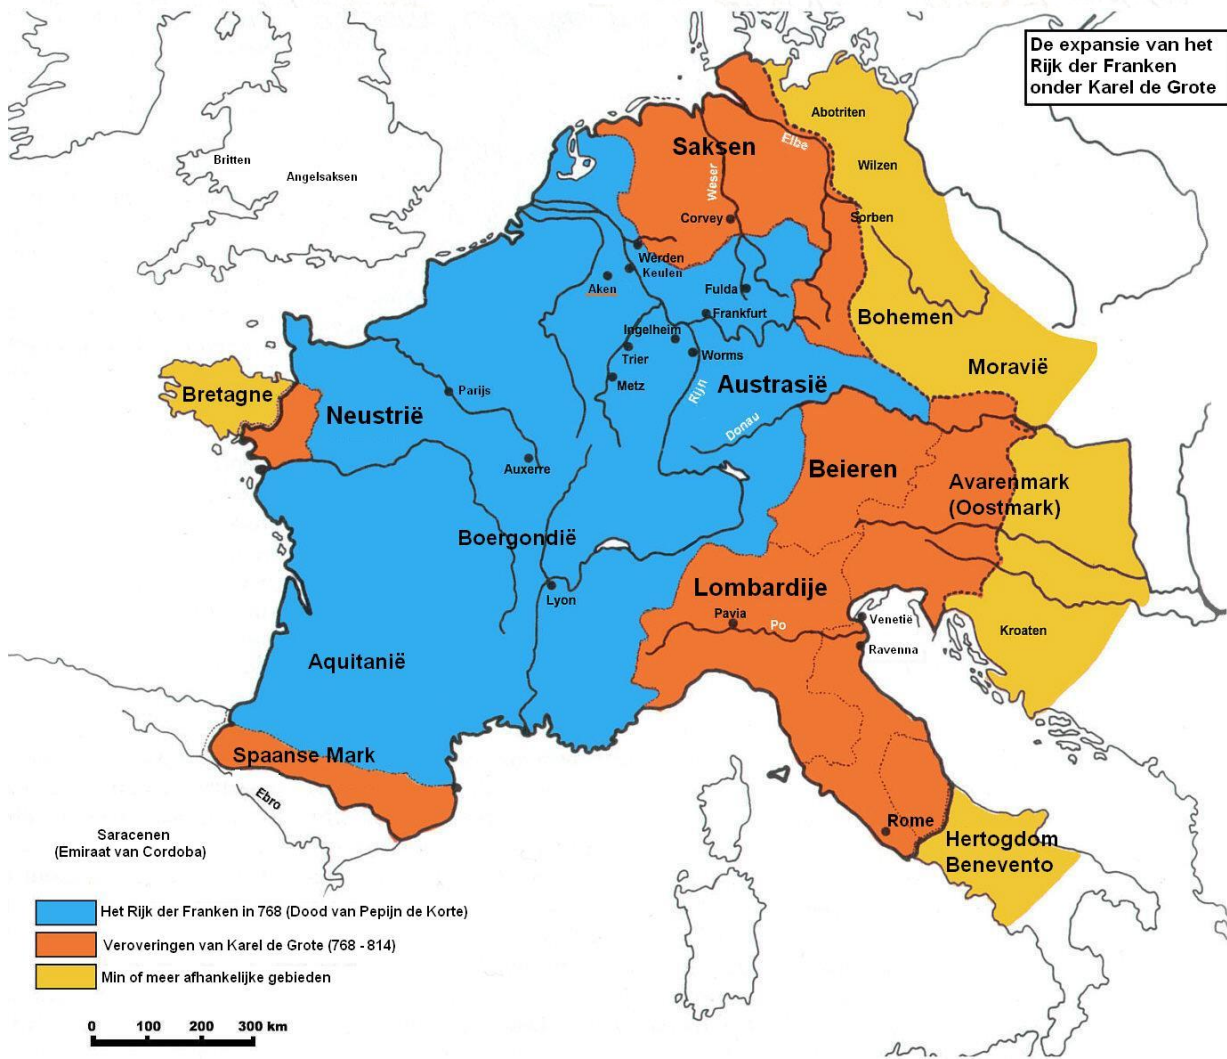 De expansie van het
Rijk der Franken
onder Karel de Grote
Abotriten
Elbe
Saksen
Weser
Wilzen
Britten
Angelsaksen
Corvey
Sorben
Werden
Keulen
Aken
Fulda
Frankfurt
Bohemen
Ingelheim
Trier
Worms
Moravië
Metz
Austrasië
Rijn
Bretagne
Parijs
Neustrië
Donau
Auxerre
Beieren
Avarenmark
(Oostmark)
Boergondië
Lombardije
Lyon
Pavia
Po
Venetië
Kroaten
Ravenna
Aquitanië
Spaanse Mark
Ebro
Rome
Saracenen
(Emiraat van Cordoba)
Hertogdom
Benevento
Het Rijk der Franken in 768 (Dood van Pepijn de Korte)
Veroveringen van Karel de Grote (768 - 814)
Min of meer afhankelijke gebieden
0 100 200 300 km